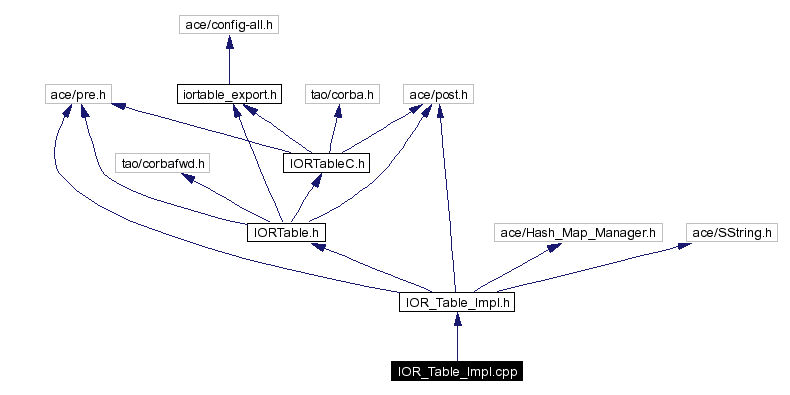 ace/config-all.h
ace/pre.h
iortable_export.h
tao/corba.h
ace/post.h
tao/corbafwd.h
IORTableC.h
IORTable.h
ace/Hash_Map_Manager.h
ace/SString.h
IOR_Table_Impl.h
IOR_Table_Impl.cpp